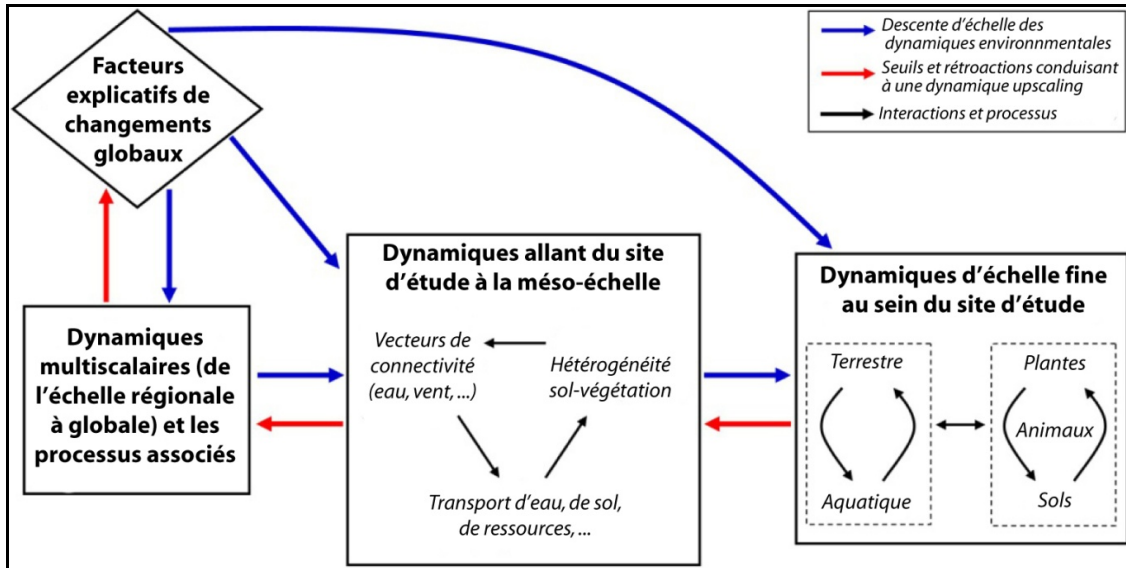 Facteurs
explicatifs de
changements
globaux
Descente d'échelle des
dynamiques environnmentales
Seuils et rétroactions conduisant
à une dynamique upscaling
Interactions et processus
Dynamiques
multiscalaires (de
l'échelle régionale
à globale) et les
processus associés
Dynamiques allant du site
d'étude à la méso-échelle
Vecteurs de
connectivité
(eau, vent, ...)
Hétérogénéité
sol-végétation
Transport d'eau, de sol,
de ressources, ...
Dynamiques d'échelle fine
au sein du site d'étude
Terrestre
Aquatique
Plantes
Animaux
Sols